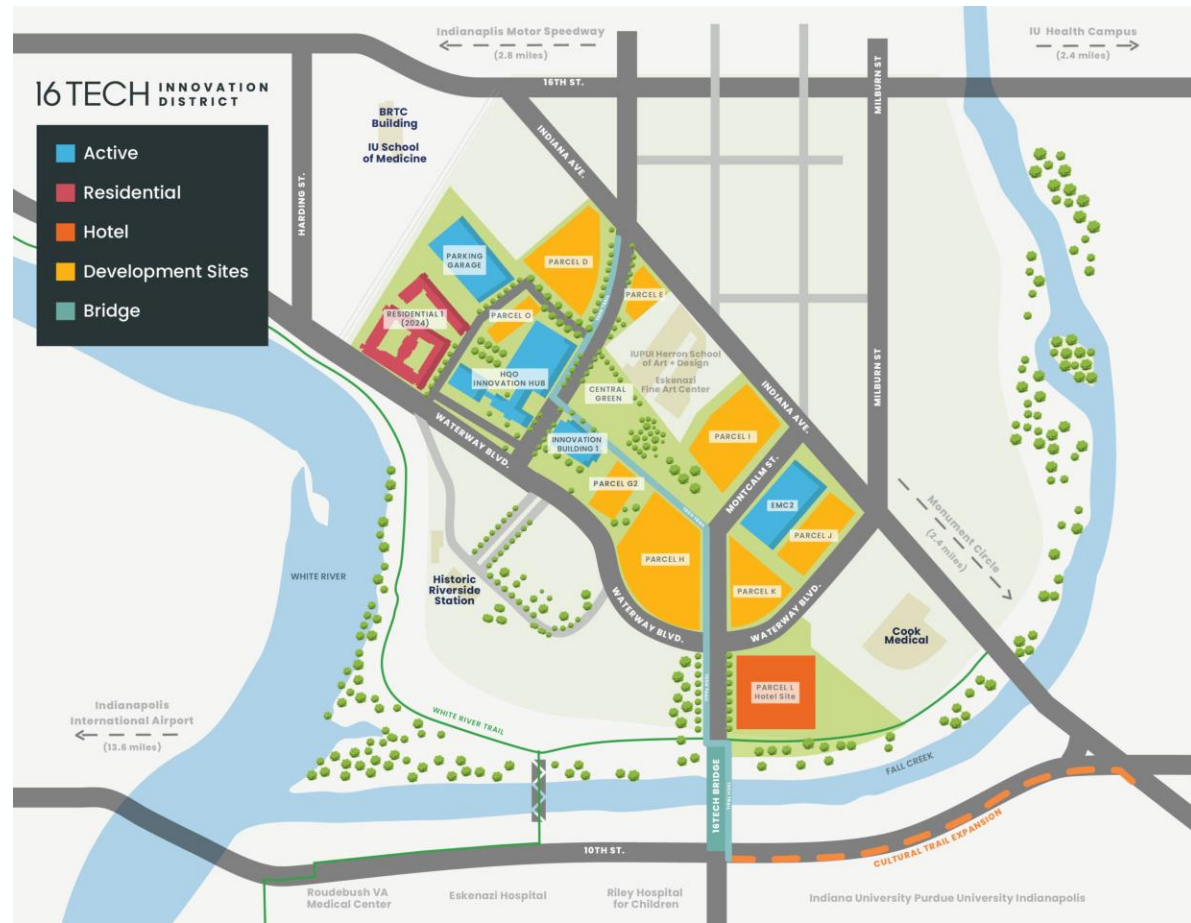 Indianaplis Motor Speedway
(2.8 miles)
IU Health Campus
(2.4 miles)
16 TECH INNOVATION
DISTRICT
Active
Residential
Hotel
Development Sites
Bridge
16TH ST.
HARDING ST.
BRTC
Building
IU School
of Medicine
INDIANA AVE.
MILBURN ST
PARKING
GARAGE
PARCEL D
PARCEL E
RESIDENTIAL 1
(2024)
PARCEL O
HQO
INNOVATION HUB
IUPUI Herron School
of Art + Design
Eskenazi
Fine Art Center
CENTRAL
GREEN
MILBURN ST
INDIANA AVE.
WATERWAY BLVD.
INNOVATION
BUILDING 1
PARCEL I
MONTCALM ST.
PARCEL G2
EMC2
PARCEL J
PARCEL H
PARCEL K
Monument Circle
(2.4 miles)
WHITE RIVER
Historic
Riverside
Station
WATERWAY BLVD.
WATERWAY BLVD.
Cook
Medical
PARCEL L
Hotel Site
Indianapolis
International Airport
(13.6 miles)
WHITE RIVER TRAIL
FALL CREEK
16TECH BRIDGE
10TH ST.
CULTURAL TRAIL EXPANSION
Roudebush VA
Medical Center
Eskenazi Hospital
Riley Hospital
for Children
Indiana University Purdue University Indianapolis